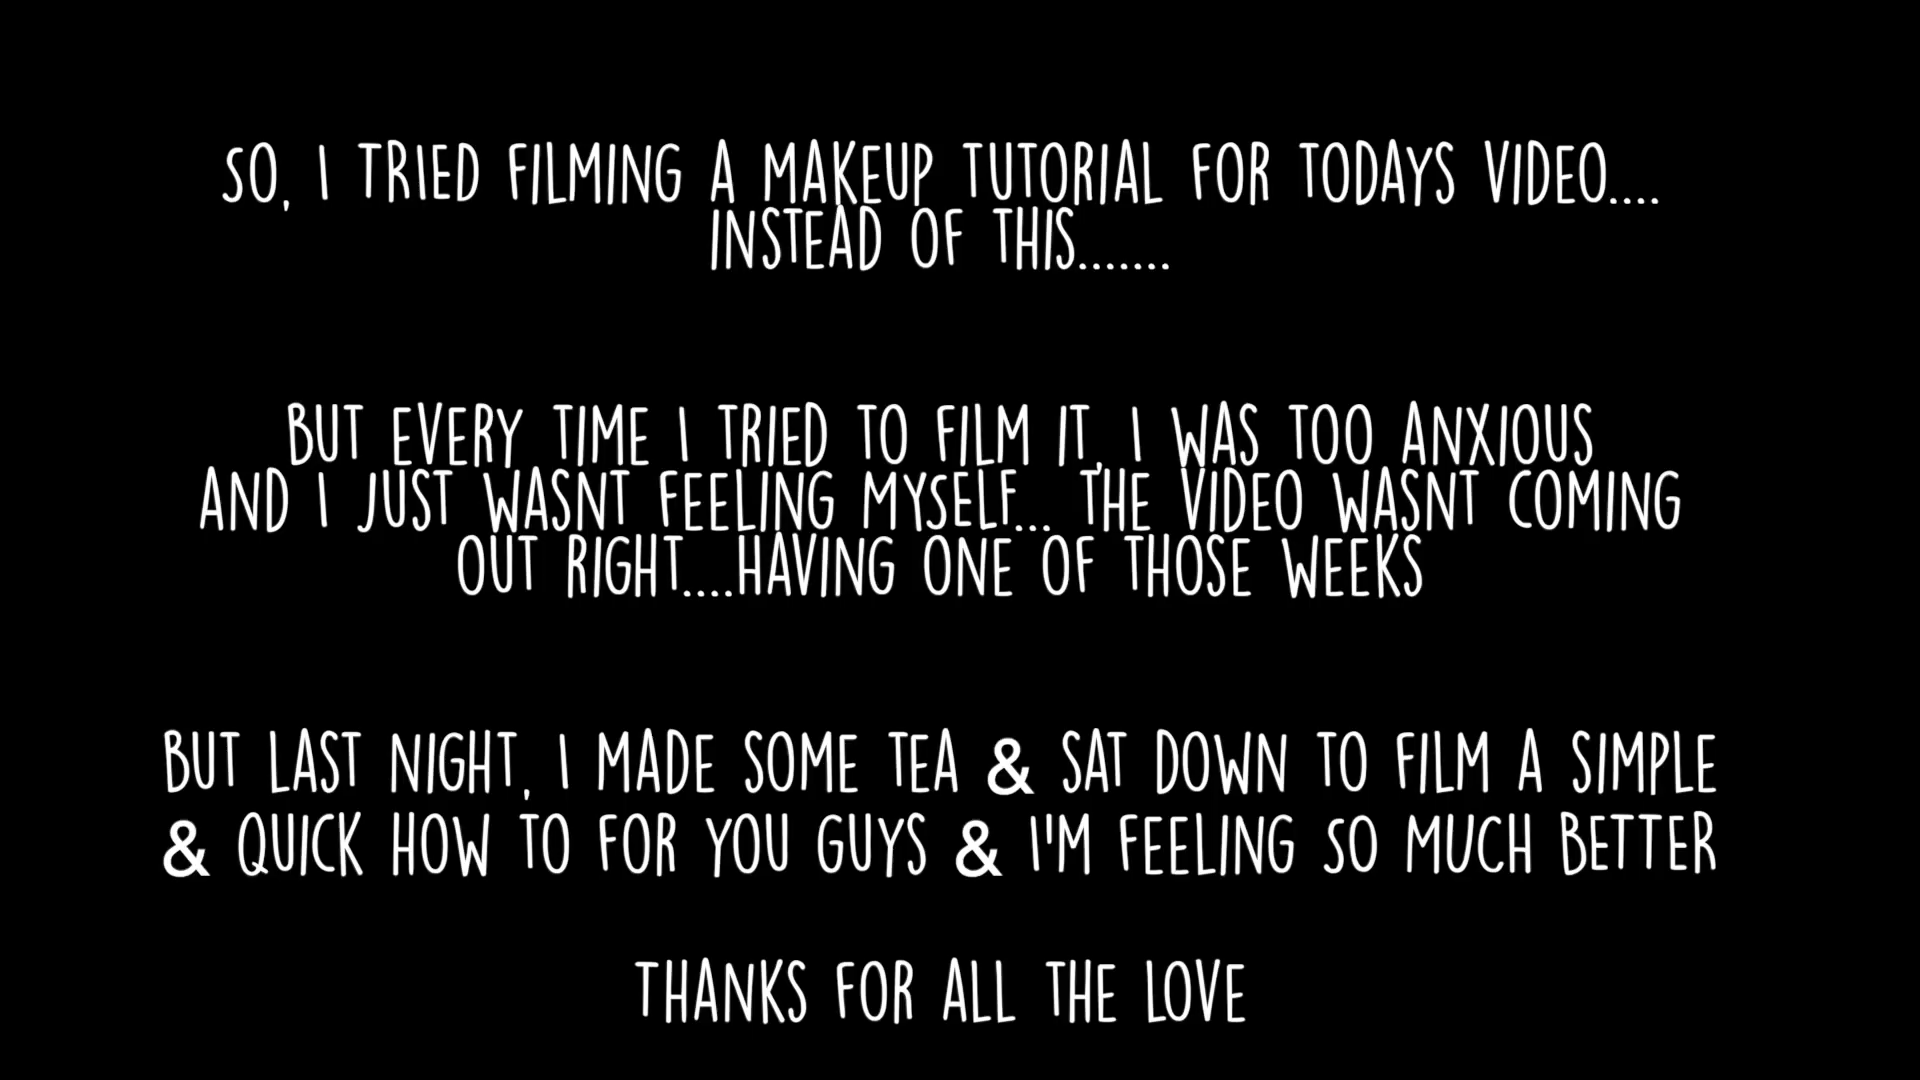 SO, I TRIED FILMING A MAKEUP TUTORIAL FOR TODAYS VIDEO....
INSTEAD OF THIS.......
BUT EVERY TIME I TRIED TO FILM IT, I WAS TOO ANXIOUS
AND I JUST WASNT FEELING MYSELF... THE VIDEO WASNT COMING
OUT RIGHT....HAVING ONE OF THOSE WEEKS
BUT LAST NIGHT, I MADE SOME TEA & SAT DOWN TO FILM A SIMPLE
& QUICK HOW TO FOR YOU GUYS & I'M FEELING SO MUCH BETTER
THANKS FOR ALL THE LOVE